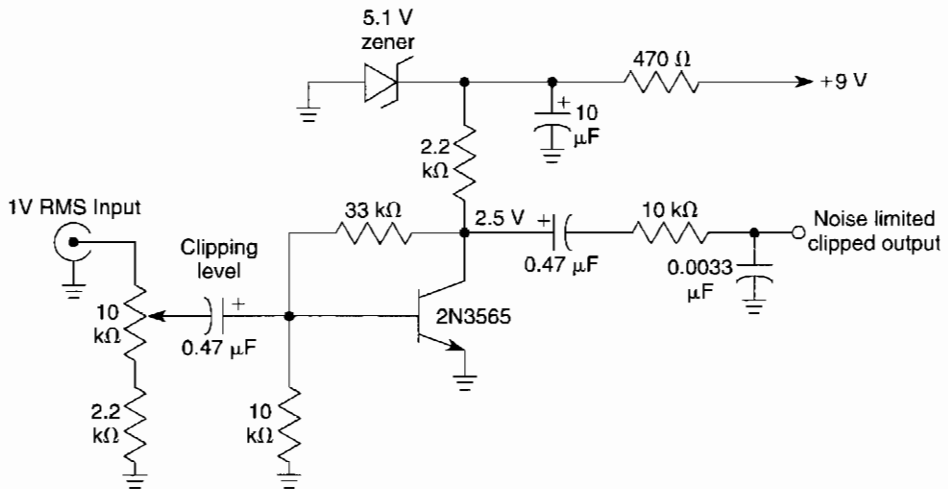 5.1 V
zener
470 Ω
+9 V
+
10
μF
2.2
kΩ
1V RMS Input
33 kΩ
2.5 V
+
10 kΩ
Noise limited
clipped output
Clipping
level
0.47 μF
0.0033
μF
10
kΩ
+
2N3565
0.47 μF
2.2
kΩ
10
kΩ